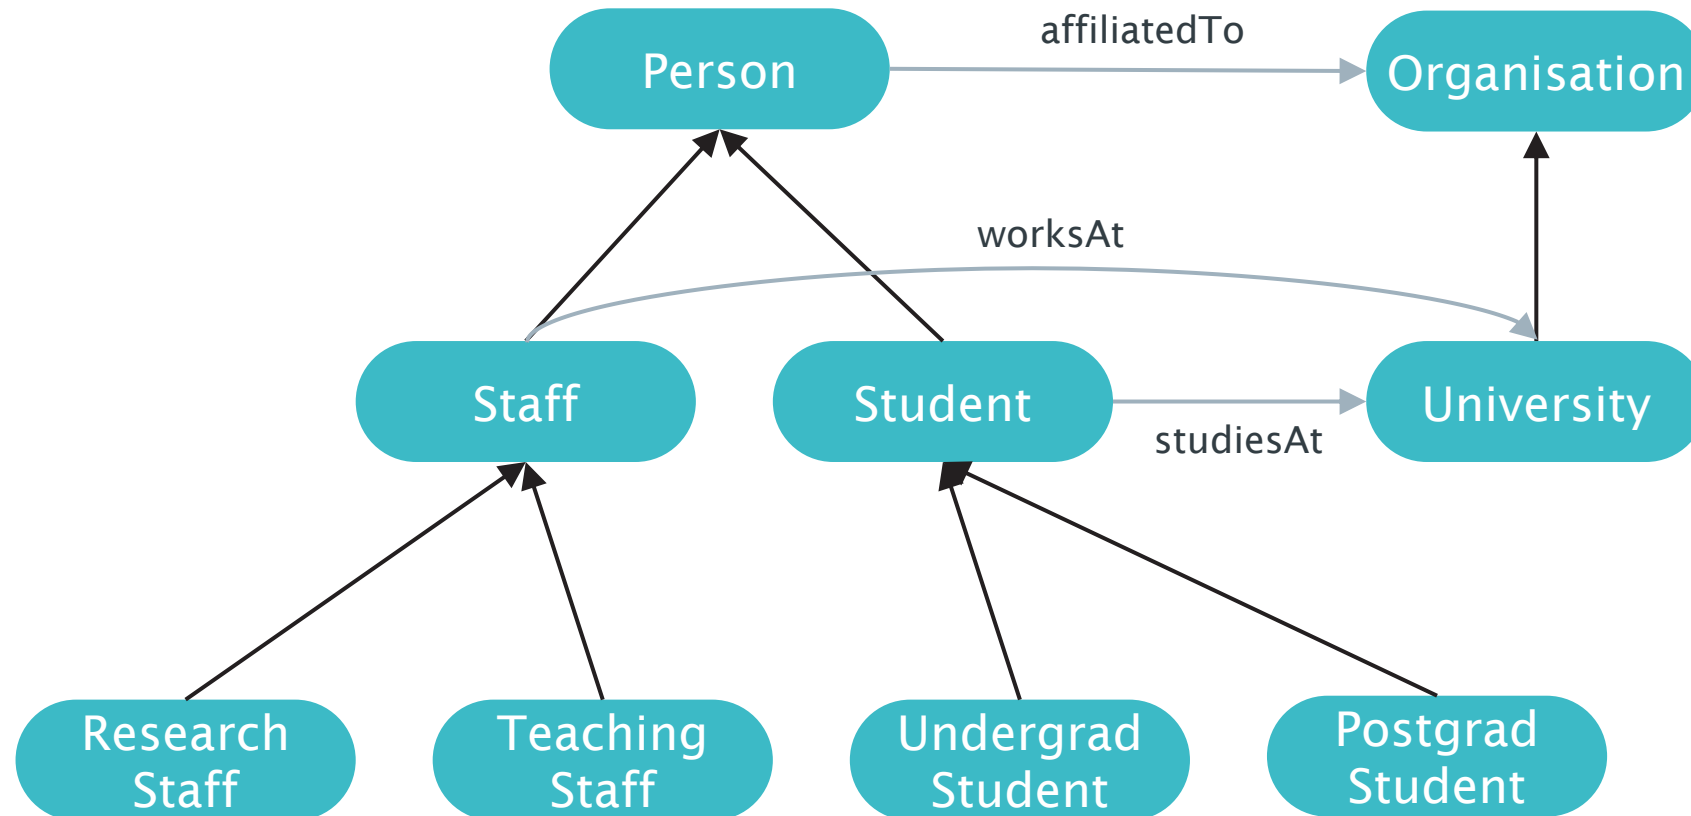 affiliatedTo
Person
Organisation
worksAt
Staff
Student
University
studiesAt
Research
Staff
Teaching
Staff
Undergrad
Student
Postgrad
Student